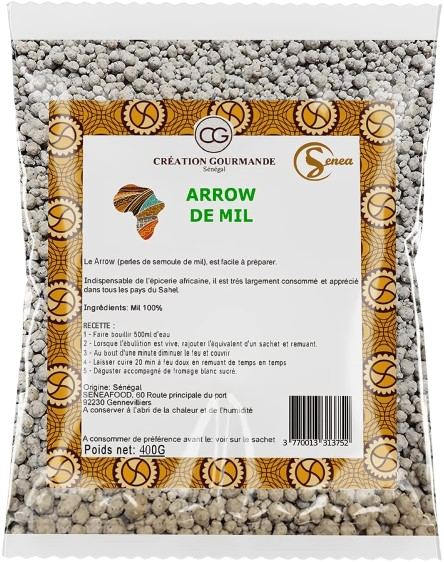 CG
CRÉATION GOURMANDE
Sénégal
Senea
ARROW
DE MIL
Le Arrow (perles de semoule de mil), est facile à préparer.
Indispensable de l'épicerie africaine, il est très largement consommé et apprécié
dans tous les pays du Sahel.
Ingrédients: Mil 100%
RECETTE :
1 - Faire bouillir 500ml d'eau
2 - Lorsque l'ébullition est vive, rajouter l'équivalent d'un sachet et remuant.
3 - Au bout d'une minute diminuer le feu et couvrir
4 - Laisser cuire 20 min à feu doux en remuant de temps en temps
5 - Déguster accompagné de fromage blanc sucré.
Origine: Sénégal
SENEAFOOD, 60 Route principale du port
92230 Gennevilliers
A conserver à l'abri de la chaleur et de l'humidité
A consommer de préférence avant le: voir sur le sachet
Poids net: 400G
3 770013 313752